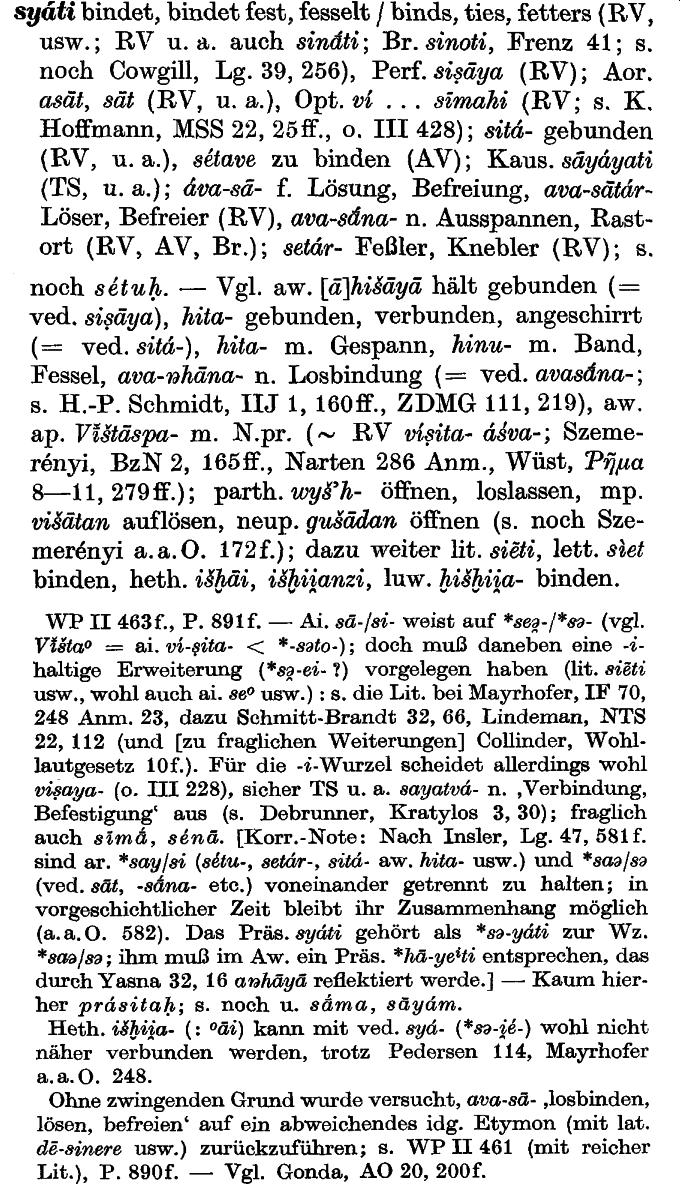 syáti bindet, bindet fest, fesselt / binds, ties, fetters (RV,
usw.; RV u. a. auch sinā́ti; Br. sinoti, Frenz 41; s.
noch Cowgill, Lg. 39, 256), Perf. siṣāya (RV); Aor.
asāt, sāt (RV, u. a.), Opt. ví . . . sīmahi (RV; s. K.
Hoffmann, MSS 22, 25ff., o. III 428); sitá- gebunden
(RV, u. a.), sétave zu binden (AV); Kaus. sāyáyati
(TS, u. a.); áva-sā- f. Lösung, Befreiung, ava-sātár-
Löser, Befreier (RV), ava-sā́na- n. Ausspannen, Rast-
ort (RV, AV, Br.); setár- Feßler, Knebler (RV); s.
noch sétuḥ. — Vgl. aw. [ā]hišāyā hält gebunden (=
ved. siṣāya), hita- gebunden, verbunden, angeschirrt
(= ved. sitá-), hita- m. Gespann, hinu- m. Band,
Fessel, ava-ŋhāna- n. Losbindung (= ved. avasā́na-;
s. H.-P. Schmidt, IIJ 1, 160ff., ZDMG 111, 219), aw.
ap. Vīštāspa- m. N.pr. (~ RV víṣita- áśva-; Szeme-
rényi, BzN 2, 165ff., Narten 286 Anm., Wüst, Ῥῆμα
8—11, 279ff.); parth. wyšʾh- öffnen, loslassen, mp.
višātan auflösen, neup. gušādan öffnen (s. noch Sze-
merényi a.a.O. 172f.); dazu weiter lit. siẽti, lett. sìet
binden, heth. išḫāi, išḫii̯anzi, luw. ḫišḫii̯a- binden.
WP II 463f., P. 891f. — Ai. sā-/si- weist auf *seə̯-/*sə- (vgl.
Vīšta° = ai. ví-ṣita- < *-səto-); doch muß daneben eine -i-
haltige Erweiterung (*sə̯-ei- ?) vorgelegen haben (lit. siẽti
usw., wohl auch ai. se° usw.) : s. die Lit. bei Mayrhofer, IF 70,
248 Anm. 23, dazu Schmitt-Brandt 32, 66, Lindeman, NTS
22, 112 (und [zu fraglichen Weiterungen] Collinder, Wohl-
lautgesetz 10f.). Für die -i-Wurzel scheidet allerdings wohl
viṣaya- (o. III 228), sicher TS u. a. sayatvá- n. ‚Verbindung,
Befestigung‘ aus (s. Debrunner, Kratylos 3, 30); fraglich
auch sīmā́, sénā. [Korr.-Note: Nach Insler, Lg. 47, 581f.
sind ar. *say/si (sétu-, setár-, sitá- aw. hita- usw.) und *saə/sə
(ved. sāt, -sā́na- etc.) voneinander getrennt zu halten; in
vorgeschichtlicher Zeit bleibt ihr Zusammenhang möglich
(a.a.O. 582). Das Präs. syáti gehört als *sə-yáti zur Wz.
*saə/sə; ihm muß im Aw. ein Präs. *hā-yeⁱti entsprechen, das
durch Yasna 32, 16 aŋhāyā reflektiert werde.] — Kaum hier-
her prásitaḥ; s. noch u. sā́ma, sāyám.
Heth. išḫii̯a- (: °āi) kann mit ved. syá- (*sə-i̯é-) wohl nicht
näher verbunden werden, trotz Pedersen 114, Mayrhofer
a.a.O. 248.
Ohne zwingenden Grund wurde versucht, ava-sā- ‚losbinden,
lösen, befreien‘ auf ein abweichendes idg. Etymon (mit lat.
dē-sinere usw.) zurückzuführen; s. WP II 461 (mit reicher
Lit.), P. 890f. — Vgl. Gonda, AO 20, 200f.